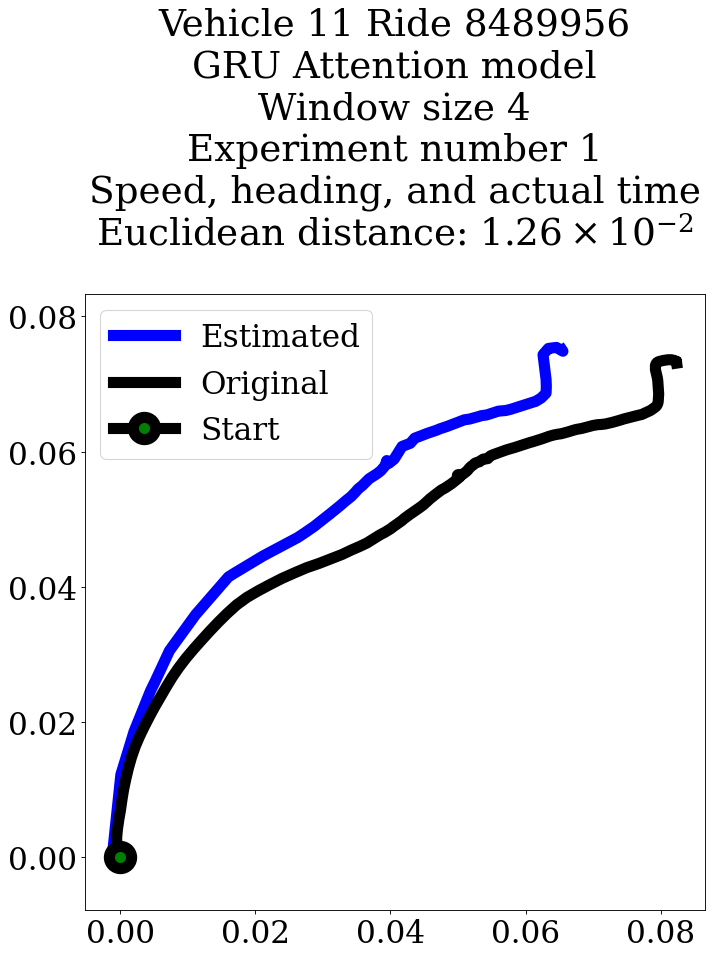 Vehicle 11 Ride 8489956
GRU Attention model
Window size 4
Experiment number 1
Speed, heading, and actual time
Euclidean distance: 1.26 × 10⁻²
Estimated
Original
Start
0.08
0.06
0.04
0.02
0.00
0.00 0.02 0.04 0.06 0.08